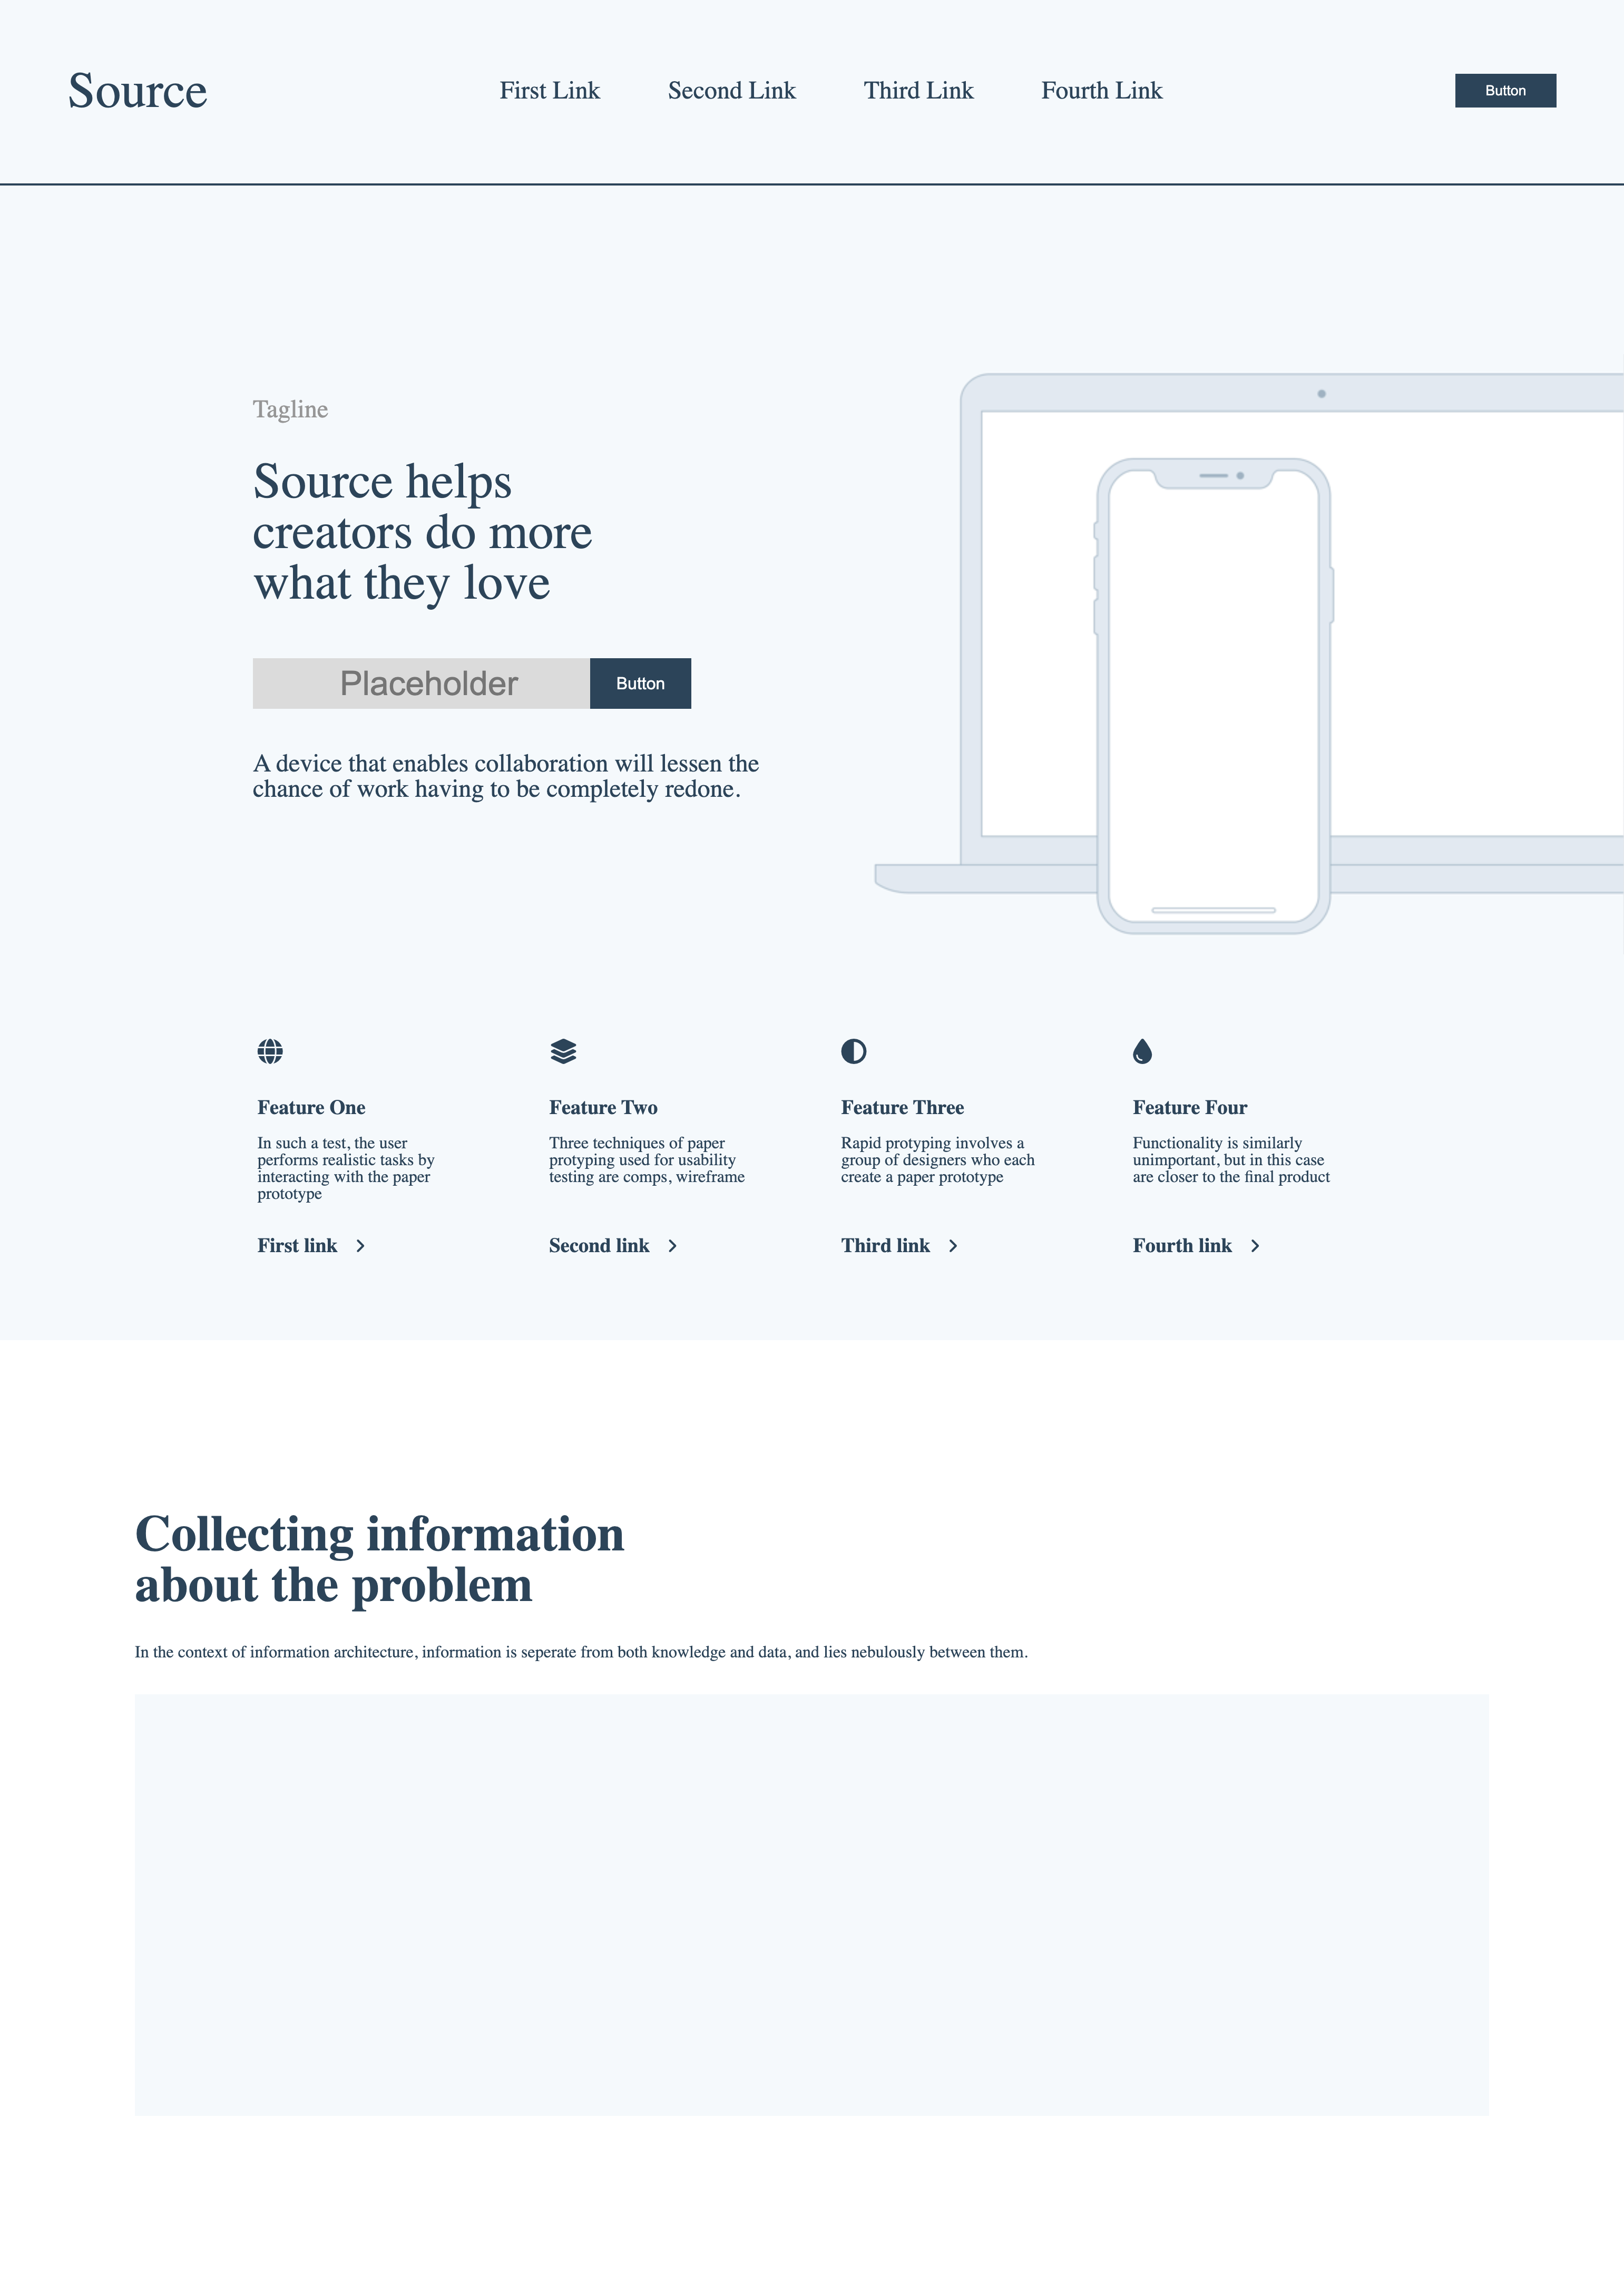 Source
First Link
Second Link
Third Link
Fourth Link
Button
Tagline
Source helps
creators do more
what they love
Placeholder
Button
A device that enables collaboration will lessen the
chance of work having to be completely redone.
Feature One
In such a test, the user
performs realistic tasks by
interacting with the paper
prototype
First link
Feature Two
Three techniques of paper
protyping used for usability
testing are comps, wireframe
Second link
Feature Three
Rapid protyping involves a
group of designers who each
create a paper prototype
Third link
Feature Four
Functionality is similarly
unimportant, but in this case
are closer to the final product
Fourth link
Collecting information
about the problem
In the context of information architecture, information is seperate from both knowledge and data, and lies nebulously between them.